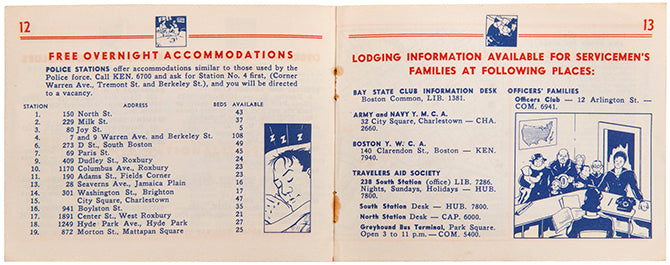 12
FREE OVERNIGHT ACCOMMODATIONS
POLICE STATIONS offer accommodations similar to those used by the
Police force. Call KEN. 6700 and ask for Station No. 4 first, (Corner
Warren Ave., Tremont St. and Berkeley St.), and you will be directed
to a vacancy.
STATION ADDRESS BEDS AVAILABLE
1. 150 North St. 43
2. 229 Milk St. 37
3. 80 Joy St. 5
4. 7 and 9 Warren Ave. and Berkeley St. 108
6. 273 D St., South Boston 49
7. 69 Paris St. 45
9. 409 Dudley St., Roxbury 24
10. 1170 Columbus Ave., Roxbury 23
11. 190 Adams St., Fields Corner 21
13. 28 Seaverns Ave., Jamaica Plain 16
14. 301 Washington St., Brighton 17
15. City Square, Charlestown 47
16. 941 Boylston St. 35
17. 1891 Center St., West Roxbury 21
18. 1249 Hyde Park Ave., Hyde Park 27
19. 872 Morton St., Mattapan Square 25
Z Z Z
13
LODGING INFORMATION AVAILABLE FOR SERVICEMEN'S
FAMILIES AT FOLLOWING PLACES:
BAY STATE CLUB INFORMATION DESK
Boston Common, LIB. 1381.
ARMY and NAVY Y. M. C. A.
32 City Square, Charlestown — CHA.
2660.
BOSTON Y. W. C. A.
140 Clarendon St., Boston — KEN.
7940.
TRAVELERS AID SOCIETY
238 South Station (office) LIB. 7286.
Nights, Sundays, Holidays — HUB.
7800.
South Station Desk — HUB. 7800.
North Station Desk — CAP. 6000.
Greyhound Bus Terminal, Park Square.
Open 3 to 11 p.m. — COM. 5400.
OFFICERS' FAMILIES
Officers Club — 12 Arlington St. —
COM. 6941.